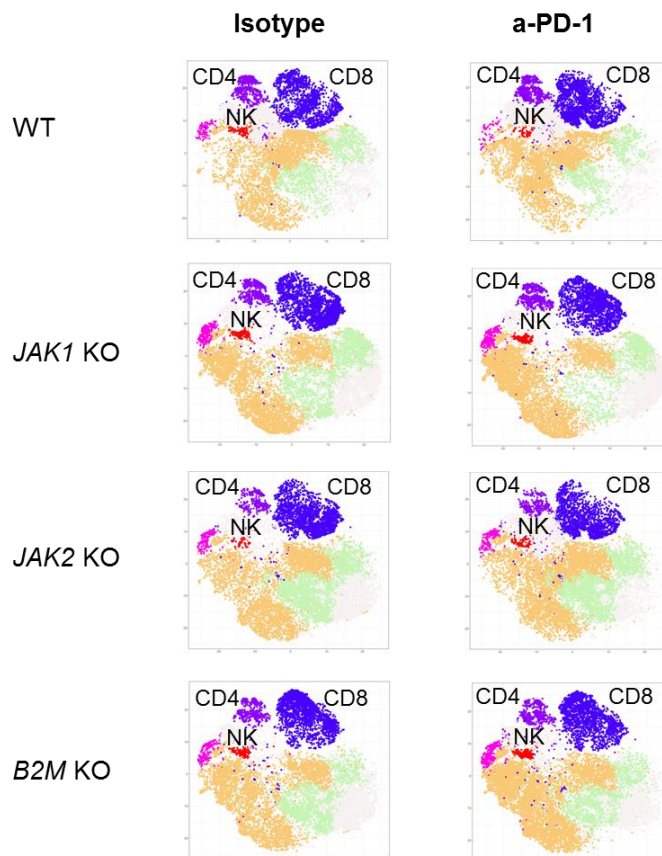 Isotype a-PD-1
WT
CD4 CD8
NK
CD4 CD8
NK
JAK1 KO
CD4 CD8
NK
CD4 CD8
NK
JAK2 KO
CD4 CD8
NK
CD4 CD8
NK
B2M KO
CD4 CD8
NK
CD4 CD8
NK